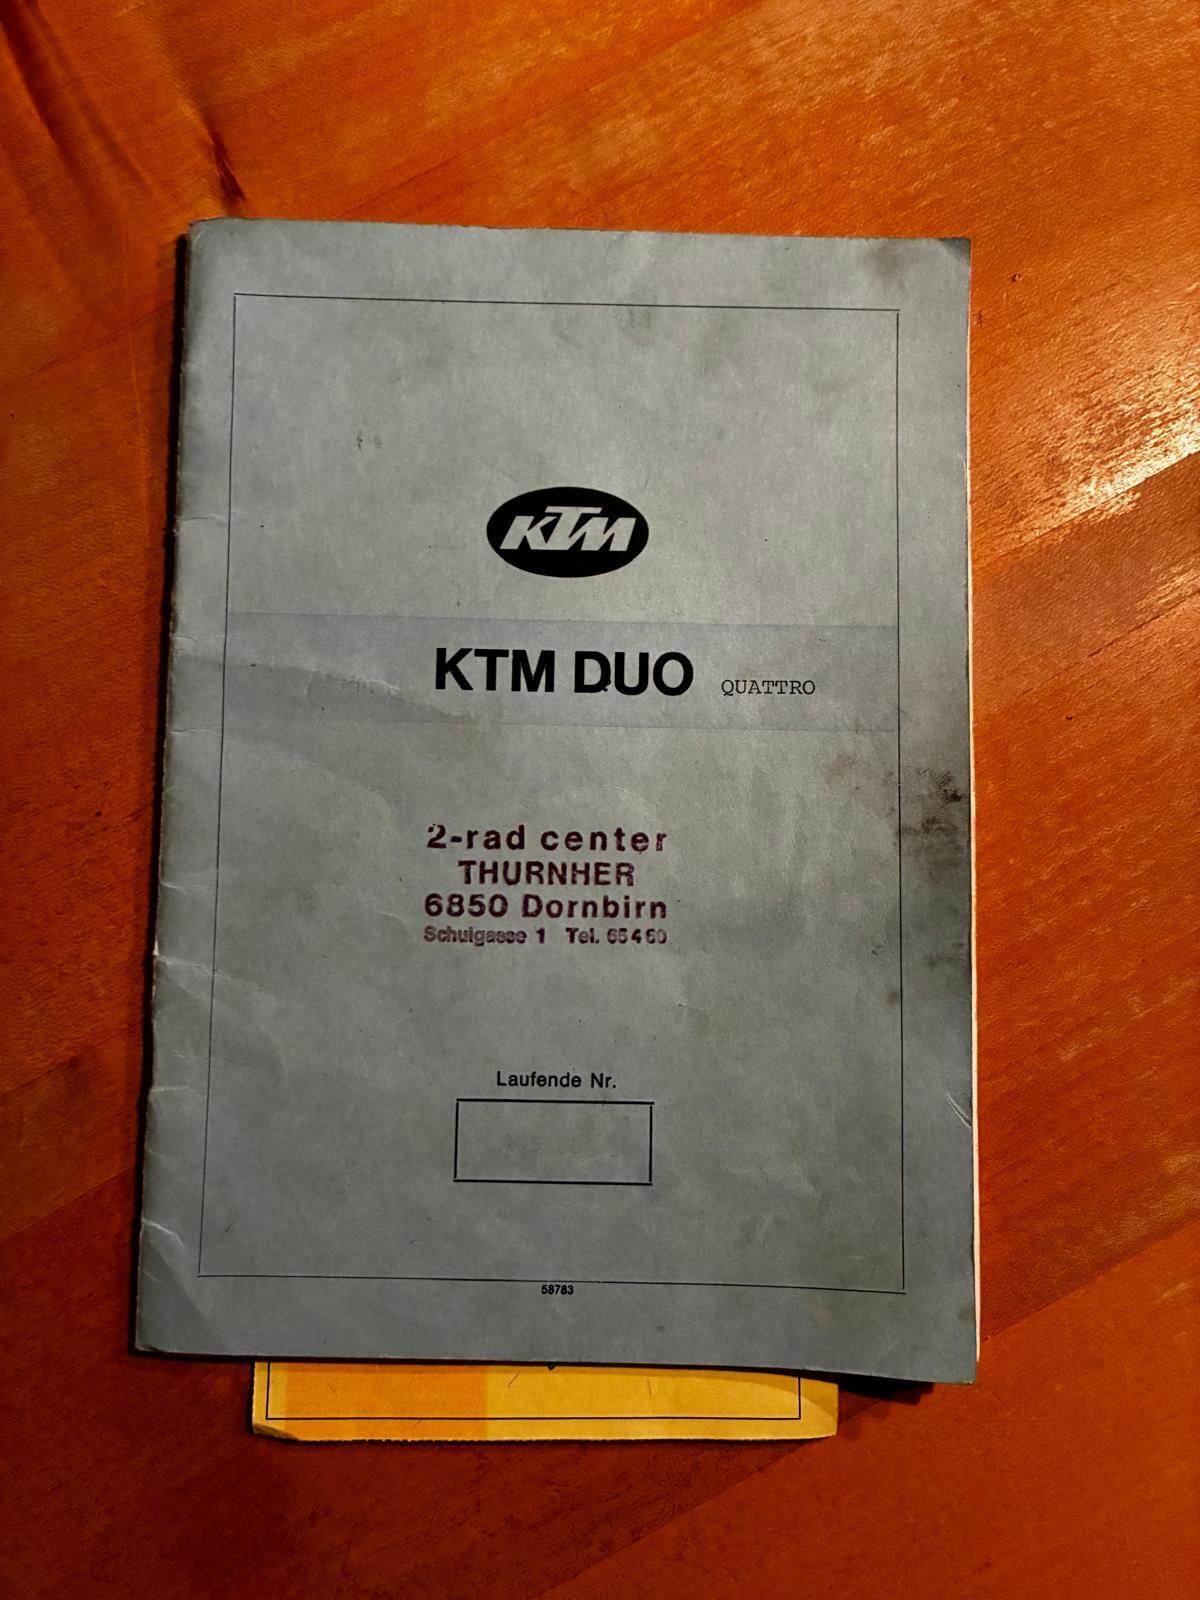 KTM
KTM DUO QUATTRO
2-rad center
THURNHER
6850 Dornbirn
Schulgasse 1 Tel. 65460
Laufende Nr.
58783